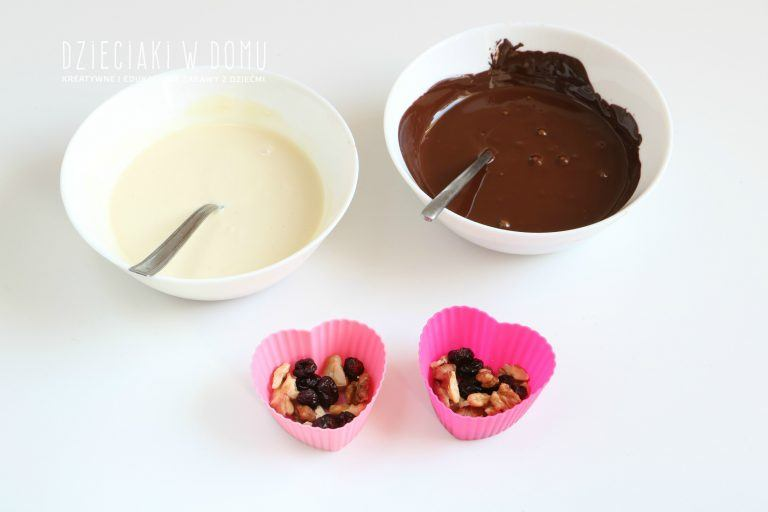 DZIECIAKI W DOMU
KREATYWNE I EDUKACYJNE ZABAWY Z DZIEĆMI